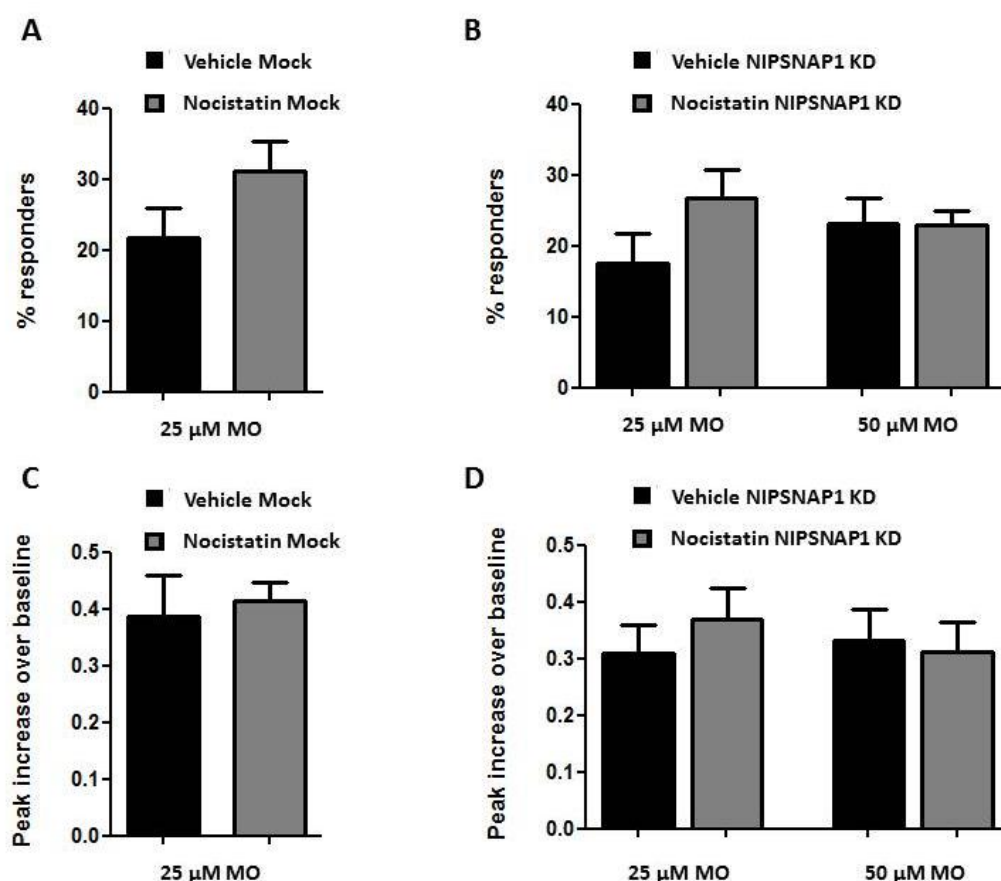 A
Vehicle Mock
Nocistatin Mock
40
30
20
10
0
% responders
25 µM MO
B
Vehicle NIPSNAP1 KD
Nocistatin NIPSNAP1 KD
40
30
20
10
0
% responders
25 µM MO 50 µM MO
C
Vehicle Mock
Nocistatin Mock
0.5
0.4
0.3
0.2
0.1
0.0
Peak increase over baseline
25 µM MO
D
Vehicle NIPSNAP1 KD
Nocistatin NIPSNAP1 KD
0.5
0.4
0.3
0.2
0.1
0.0
Peak increase over baseline
25 µM MO 50 µM MO